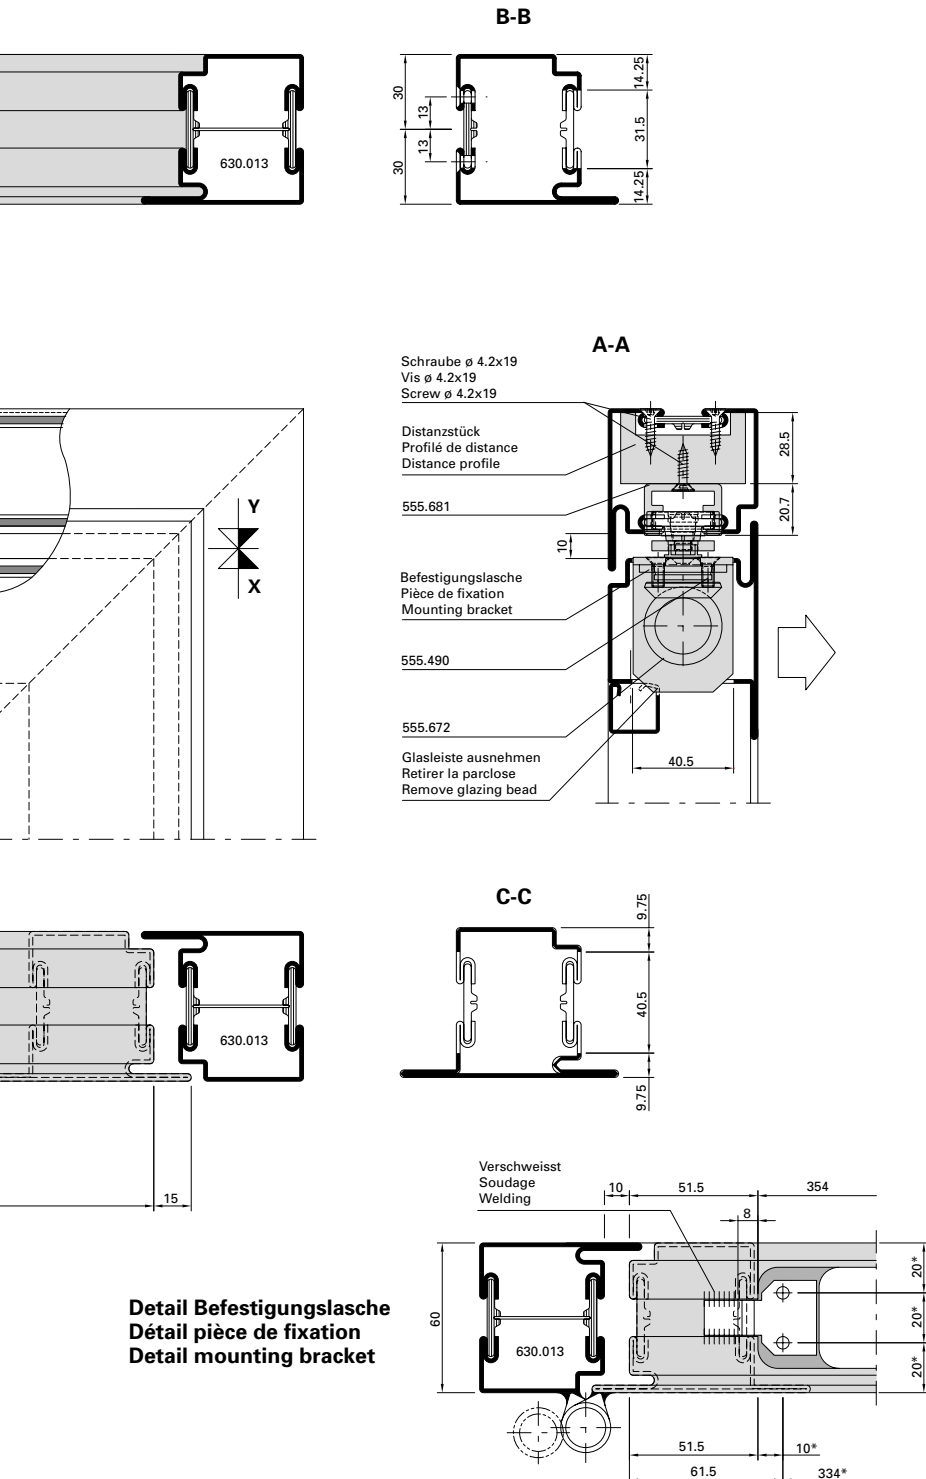 B-B
630.013
30
30
13
13
14.25
31.5
14.25
A-A
Schraube ø 4.2x19
Vis ø 4.2x19
Screw ø 4.2x19
Distanzstück
Profilé de distance
Distance profile
555.681
10
Befestigungslasche
Pièce de fixation
Mounting bracket
555.490
555.672
Glasleiste ausnehmen
Retirer la parclose
Remove glazing bead
28.5
20.7
40.5
Y
X
C-C
630.013
15
9.75
40.5
9.75
Verschweisst
Soudage
Welding
10
51.5
354
8
Detail Befestigungslasche
Détail pièce de fixation
Detail mounting bracket
60
630.013
20*
20*
20*
51.5
10*
61.5
334*